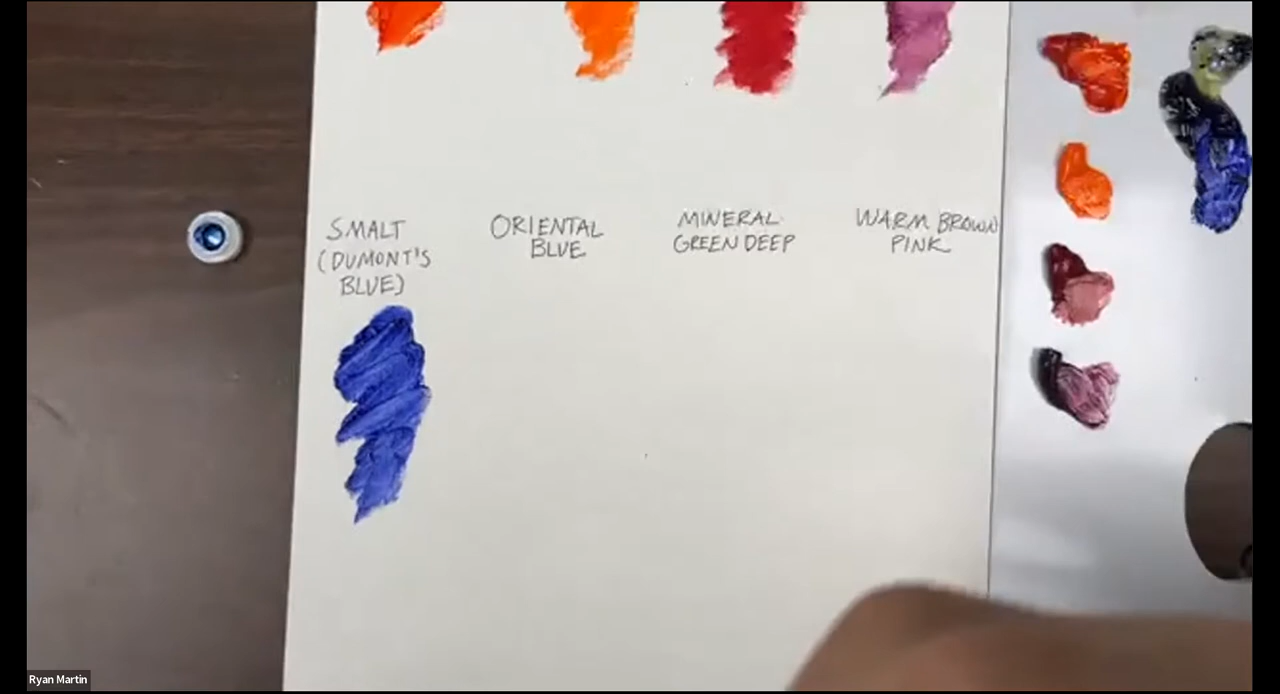 SMALT
(DUMONT'S
BLUE)
ORIENTAL
BLUE
MINERAL
GREEN DEEP
WARM BROWN
PINK
Ryan Martin